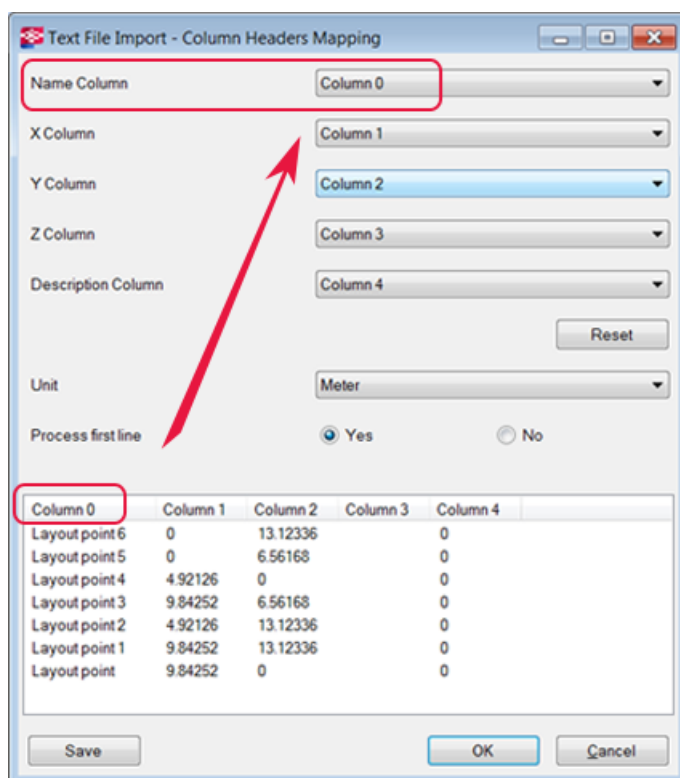 Text File Import - Column Headers Mapping
Name Column Column 0
X Column Column 1
Y Column Column 2
Z Column Column 3
Description Column Column 4
Reset
Unit Meter
Process first line Yes No
Column 0 Column 1 Column 2 Column 3 Column 4
Layout point 6 0 13.12336 0
Layout point 5 0 6.56168 0
Layout point 4 4.92126 0 0
Layout point 3 9.84252 6.56168 0
Layout point 2 4.92126 13.12336 0
Layout point 1 9.84252 13.12336 0
Layout point 9.84252 0 0
Save OK Cancel